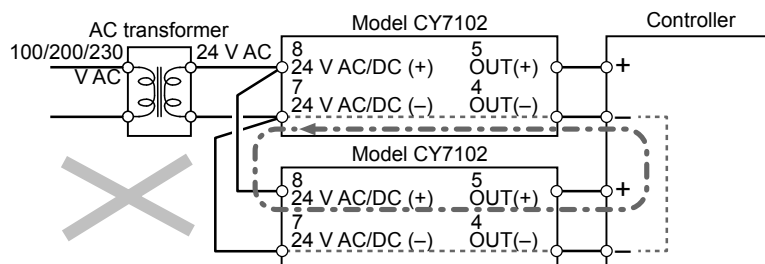 AC transformer
Model CY7102
Controller
100/200/230
V AC
24 V AC
8
24 V AC/DC (+)
5
OUT(+)
+
7
24 V AC/DC (–)
4
OUT(–)
–
Model CY7102
8
24 V AC/DC (+)
5
OUT(+)
+
7
24 V AC/DC (–)
4
OUT(–)
–